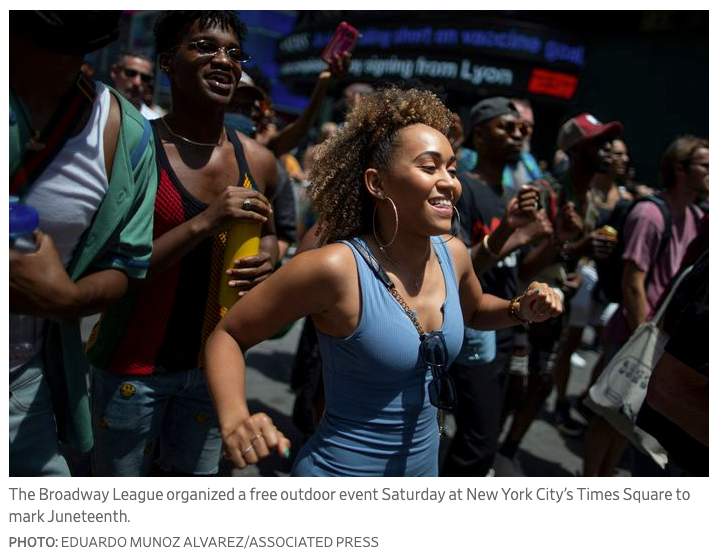 short on vaccine goal
signing from Lyon
The Broadway League organized a free outdoor event Saturday at New York City's Times Square to
mark Juneteenth.
PHOTO: EDUARDO MUNOZ ALVAREZ/ASSOCIATED PRESS